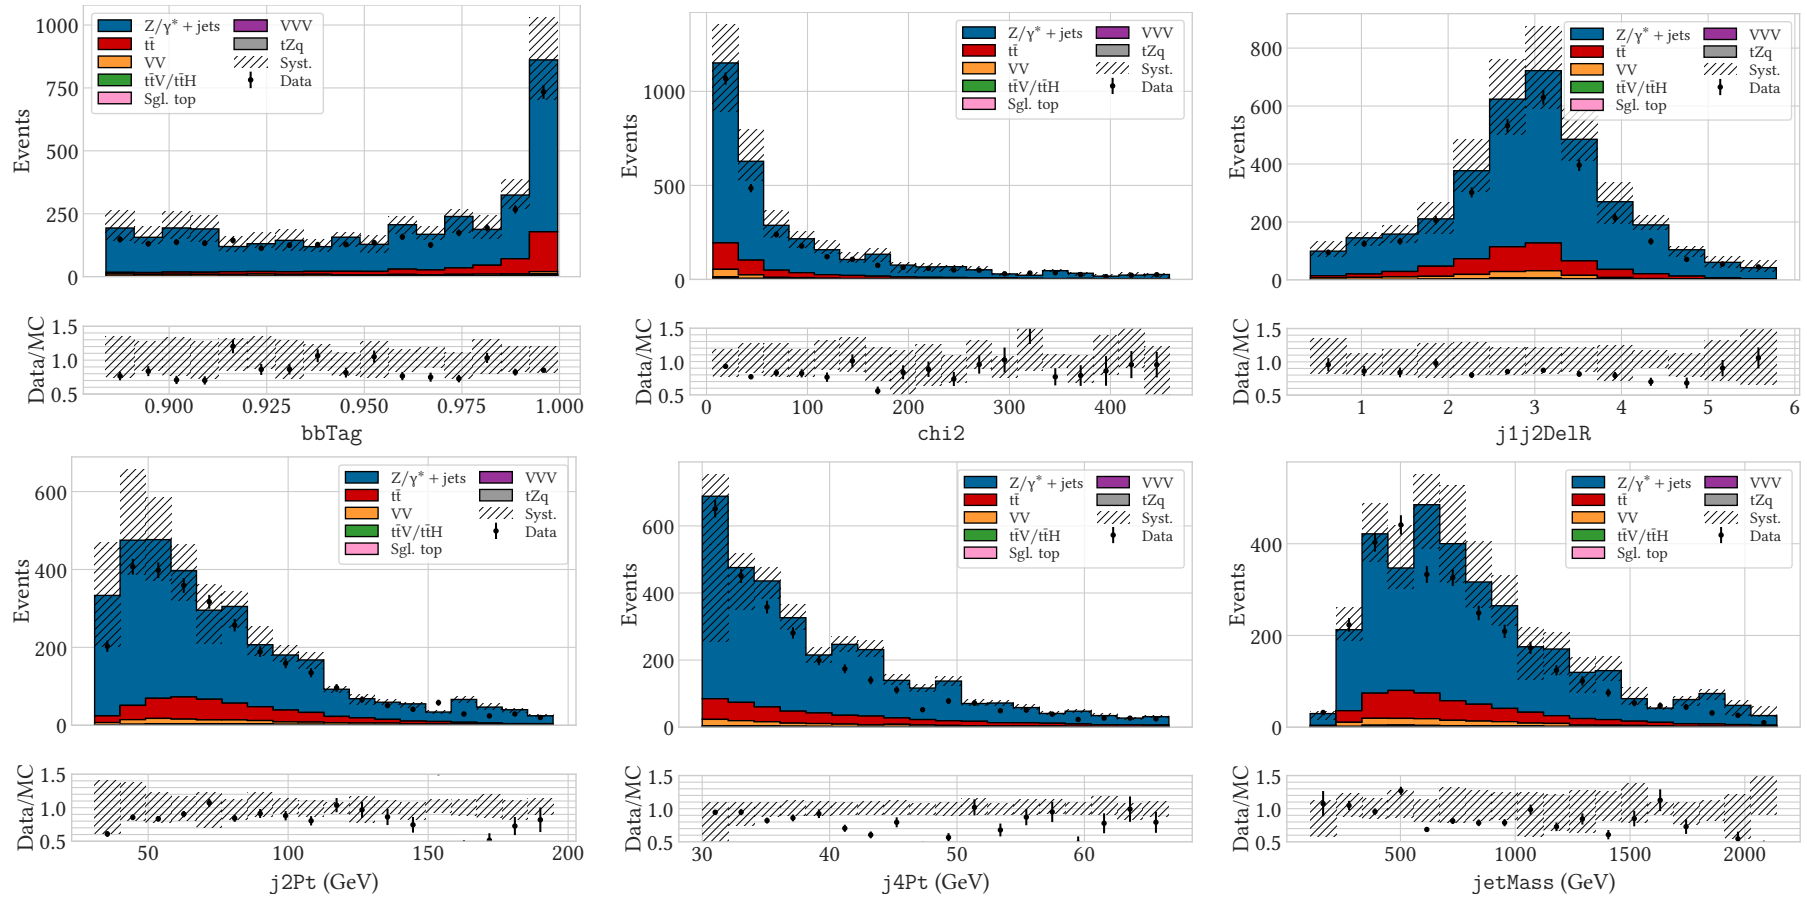 Events
1000
750
500
250
0
Z/γ* + jets
tt̄
VV
tt̄V/tt̄H
Sgl. top
VVV
tZq
Syst.
Data
Data/MC
1.5
1.0
0.5
0.900
0.925
0.950
0.975
1.000
bbTag
Events
1000
500
0
Z/γ* + jets
tt̄
VV
tt̄V/tt̄H
Sgl. top
VVV
tZq
Syst.
Data
Data/MC
1.5
1.0
0.5
0
100
200
300
400
chi2
Events
800
600
400
200
0
Z/γ* + jets
tt̄
VV
tt̄V/tt̄H
Sgl. top
VVV
tZq
Syst.
Data
Data/MC
1.5
1.0
0.5
1
2
3
4
5
6
j1j2DelR
Events
600
400
200
0
Z/γ* + jets
tt̄
VV
tt̄V/tt̄H
Sgl. top
VVV
tZq
Syst.
Data
Data/MC
1.5
1.0
0.5
50
100
150
200
j2Pt (GeV)
Events
600
400
200
0
Z/γ* + jets
tt̄
VV
tt̄V/tt̄H
Sgl. top
VVV
tZq
Syst.
Data
Data/MC
1.5
1.0
0.5
30
40
50
60
j4Pt (GeV)
Events
400
200
0
Z/γ* + jets
tt̄
VV
tt̄V/tt̄H
Sgl. top
VVV
tZq
Syst.
Data
Data/MC
1.5
1.0
0.5
500
1000
1500
2000
jetMass (GeV)